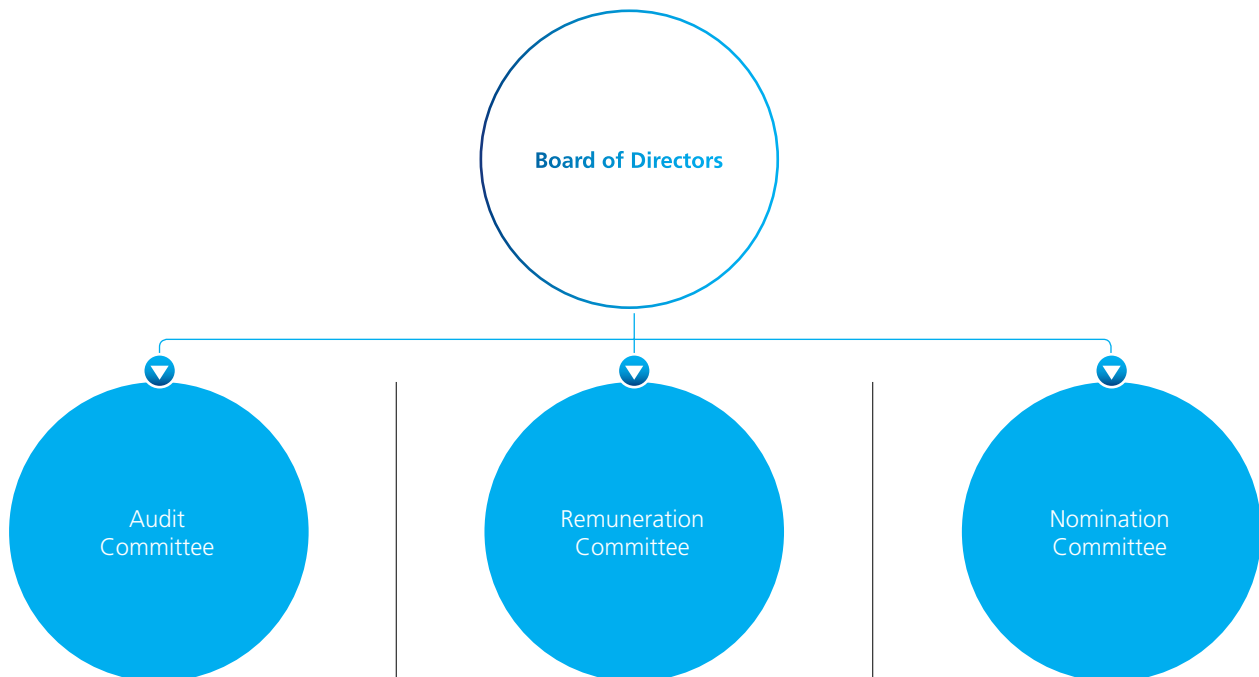 Board of Directors
Audit
Committee
Remuneration
Committee
Nomination
Committee